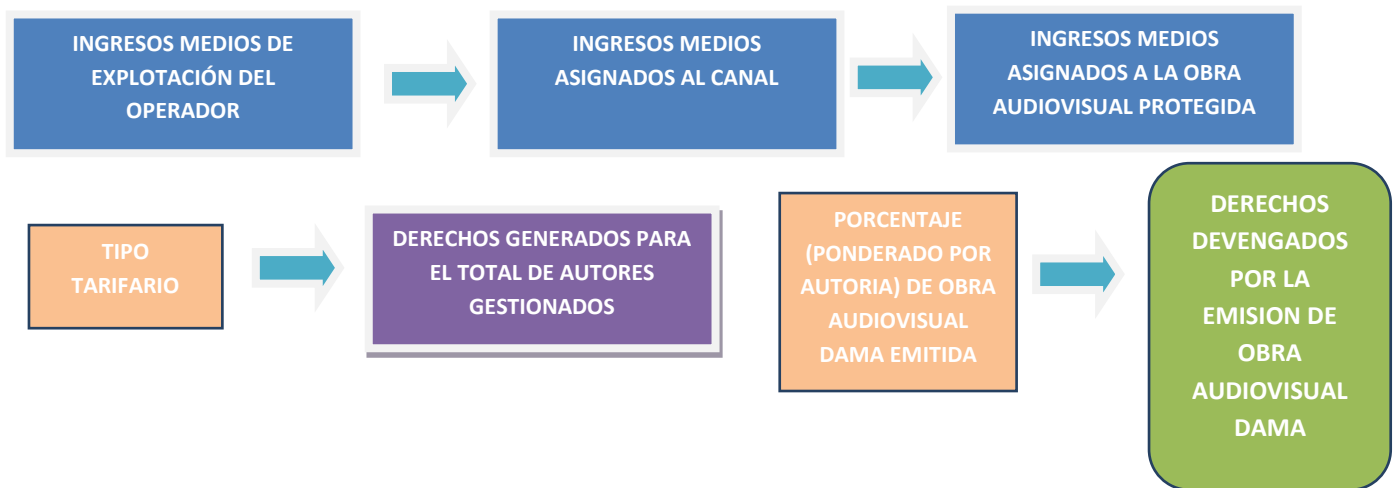 INGRESOS MEDIOS DE
EXPLOTACIÓN DEL
OPERADOR
INGRESOS MEDIOS
ASIGNADOS AL CANAL
INGRESOS MEDIOS
ASIGNADOS A LA OBRA
AUDIOVISUAL PROTEGIDA
TIPO
TARIFARIO
DERECHOS GENERADOS PARA
EL TOTAL DE AUTORES
GESTIONADOS
PORCENTAJE
(PONDERADO POR
AUTORIA) DE OBRA
AUDIOVISUAL
DAMA EMITIDA
DERECHOS
DEVENGADOS
POR LA
EMISION DE
OBRA
AUDIOVISUAL
DAMA